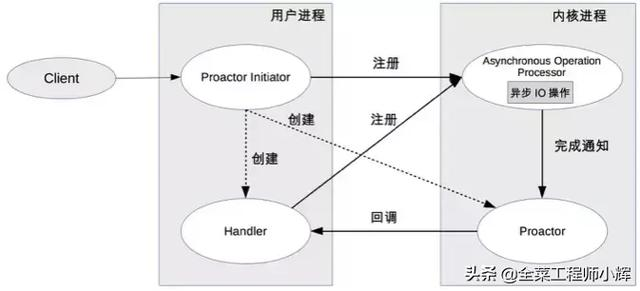 用户进程
内核进程
Client
Proactor Initiator
注册
Asynchronous Operation
Processor
异步 IO 操作
创建
注册
创建
完成通知
Handler
回调
Proactor
头条 @全菜工程师小辉